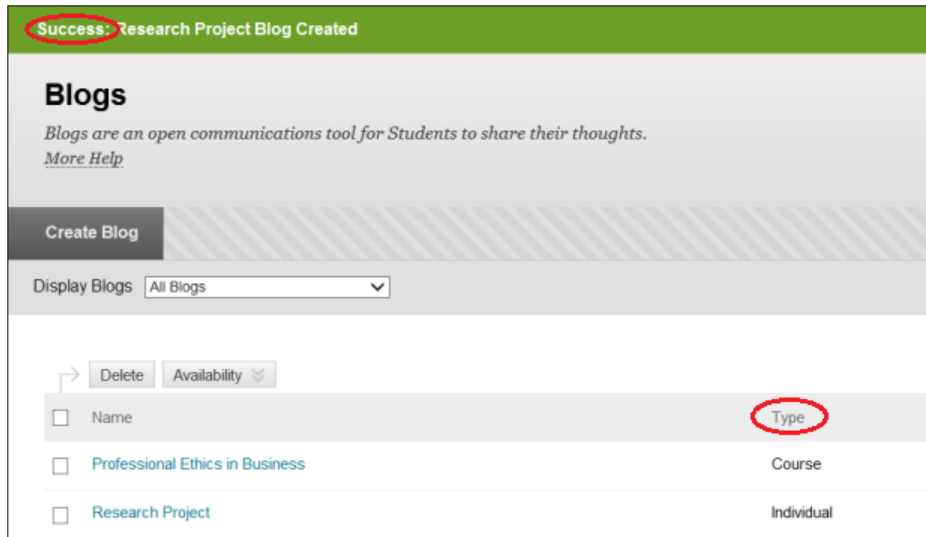 Success: Research Project Blog Created
Blogs
Blogs are an open communications tool for Students to share their thoughts.
More Help
Create Blog
Display Blogs All Blogs
Delete Availability
Name Type
Professional Ethics in Business Course
Research Project Individual